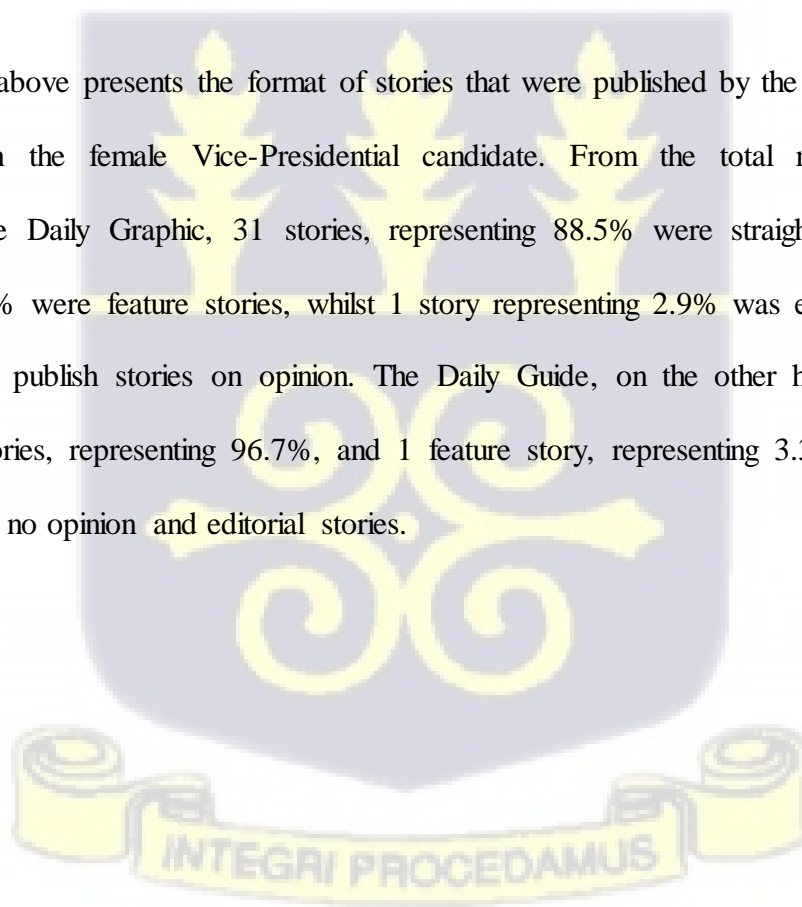 above presents the format of stories that were published by the
the female Vice-Presidential candidate. From the total
Daily Graphic, 31 stories, representing 88.5% were
% were feature stories, whilst 1 story representing 2.9% was
publish stories on opinion. The Daily Guide, on the other
representing 96.7%, and 1 feature story, representing
no opinion and editorial stories.
INTEGRI PROCEDAMUS